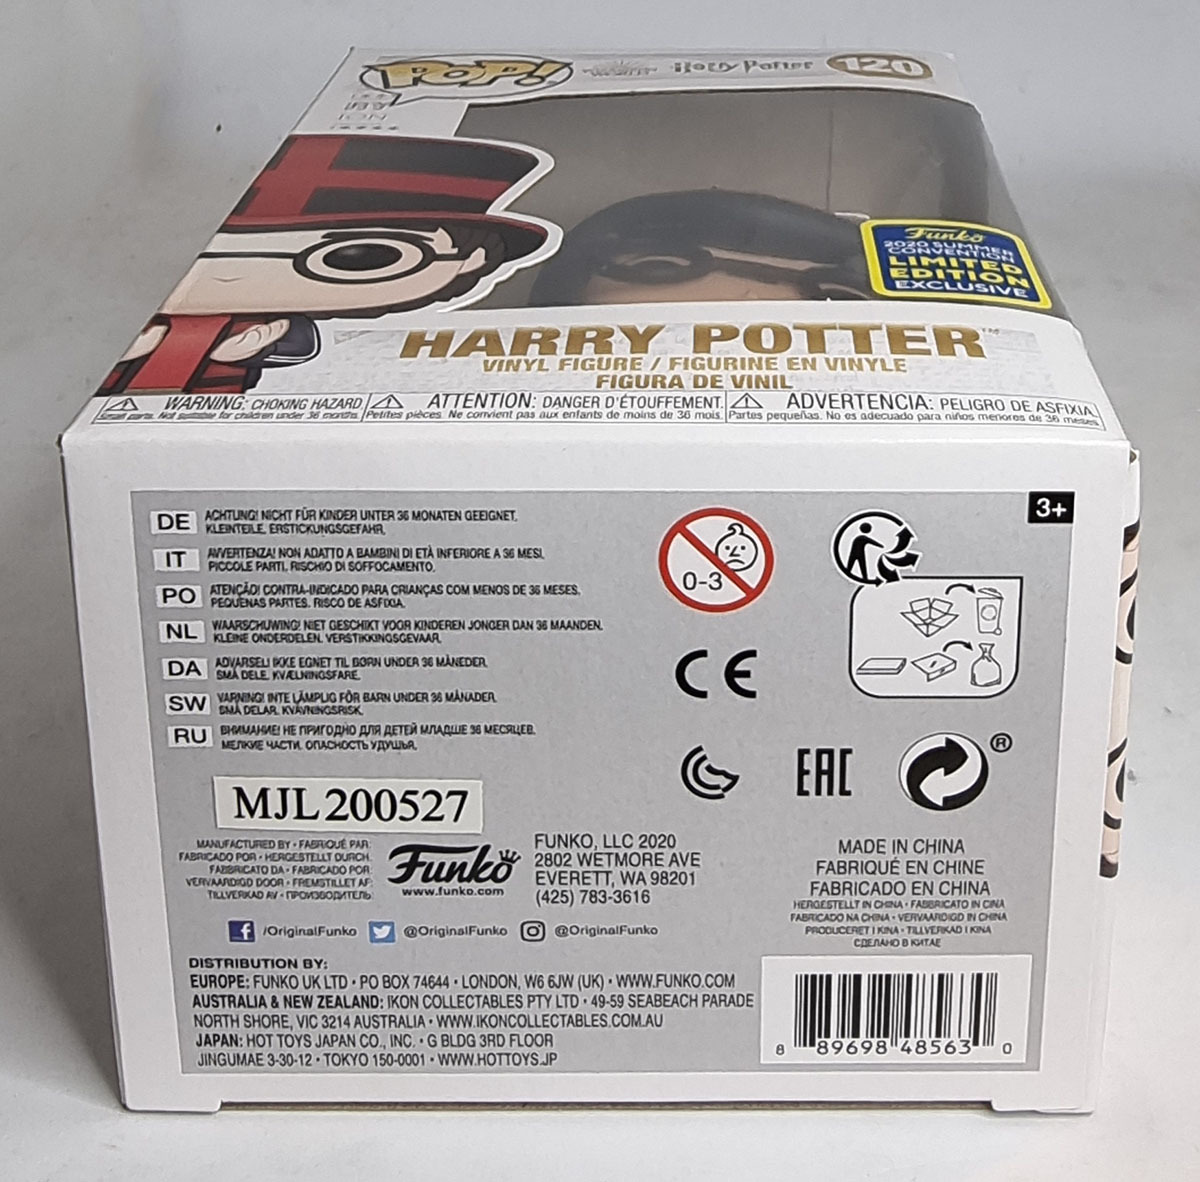 POP!
Harry Potter
120
ION
Funko
2020 SUMMER
CONVENTION
LIMITED
EDITION
EXCLUSIVE
HARRY POTTER™
VINYL FIGURE / FIGURINE EN VINYLE
FIGURA DE VINIL
WARNING: CHOKING HAZARD
Small parts. Not suitable for children under 36 months.
ATTENTION: DANGER D'ÉTOUFFEMENT.
Petites pièces. Ne convient pas aux enfants de moins de 36 mois.
ADVERTENCIA: PELIGRO DE ASFIXIA.
Partes pequeñas. No es adecuado para niños menores de 36 meses.
3+
DE ACHTUNG! NICHT FÜR KINDER UNTER 36 MONATEN GEEIGNET.
KLEINTEILE. ERSTICKUNGSGEFAHR.
IT AVVERTENZA! NON ADATTO A BAMBINI DI ETÀ INFERIORE A 36 MESI.
PICCOLE PARTI. RISCHIO DI SOFFOCAMENTO.
PO ATENÇÃO! CONTRA-INDICADO PARA CRIANÇAS COM MENOS DE 36 MESES.
PEQUENAS PARTES. RISCO DE ASFIXIA.
NL WAARSCHUWING! NIET GESCHIKT VOOR KINDEREN JONGER DAN 36 MAANDEN.
KLEINE ONDERDELEN. VERSTIKKINGSGEVAAR.
DA ADVARSEL! IKKE EGNET TIL BØRN UNDER 36 MÅNEDER.
SMÅ DELE. KVÆLNINGSFARE.
SW VARNING! INTE LÄMPLIG FÖR BARN UNDER 36 MÅNADER.
SMÅ DELAR. KVÄVNINGSRISK.
RU ВНИМАНИЕ! НЕ ПРИГОДНО ДЛЯ ДЕТЕЙ МЛАДШЕ 36 МЕСЯЦЕВ.
МЕЛКИЕ ЧАСТИ. ОПАСНОСТЬ УДУШЬЯ.
0-3
CE
EAC
®
MJL200527
MANUFACTURED BY • FABRIQUÉ PAR:
FABRICADO POR • HERGESTELLT DURCH:
FABBRICATO DA • FABRICADO POR:
VERVAARDIGD DOOR • FREMSTILLET AF:
TILLVERKAD AV • ПРОИЗВОДИТЕЛЬ:
Funko
www.funko.com
FUNKO, LLC 2020
2802 WETMORE AVE
EVERETT, WA 98201
(425) 783-3616
MADE IN CHINA
FABRIQUÉ EN CHINE
FABRICADO EN CHINA
HERGESTELLT IN CHINA • FABBRICATO IN CINA
FABRICADO NA CHINA • VERVAARDIGD IN CHINA
PRODUCERET I KINA • TILLVERKAD I KINA
СДЕЛАНО В КИТАЕ
f /OriginalFunko @OriginalFunko @OriginalFunko
DISTRIBUTION BY:
EUROPE: FUNKO UK LTD • PO BOX 74644 • LONDON, W6 6JW (UK) • WWW.FUNKO.COM
AUSTRALIA & NEW ZEALAND: IKON COLLECTABLES PTY LTD • 49-59 SEABEACH PARADE
NORTH SHORE, VIC 3214 AUSTRALIA • WWW.IKONCOLLECTABLES.COM.AU
JAPAN: HOT TOYS JAPAN CO., INC. • G BLDG 3RD FLOOR
JINGUMAE 3-30-12 • TOKYO 150-0001 • WWW.HOTTOYS.JP
8 89698 48563 0